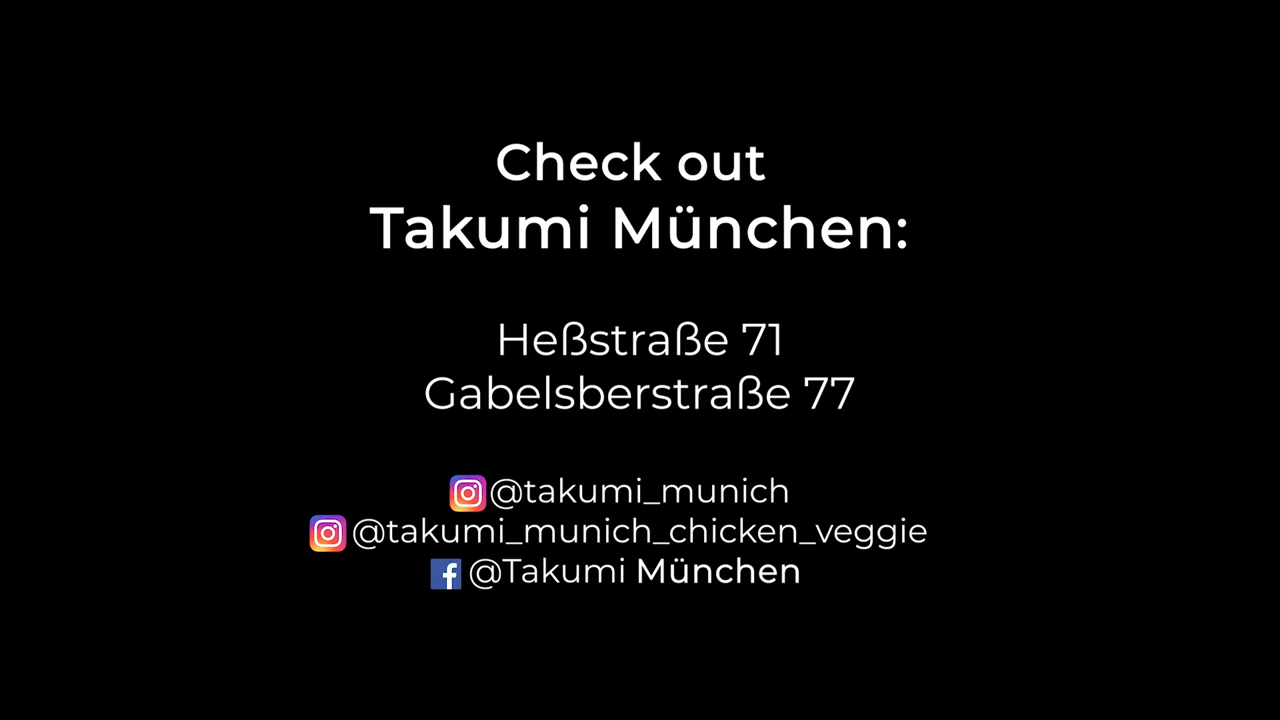 Check out
Takumi München:
Heßstraße 71
Gabelsberstraße 77
@takumi_munich
@takumi_munich_chicken_veggie
@Takumi München